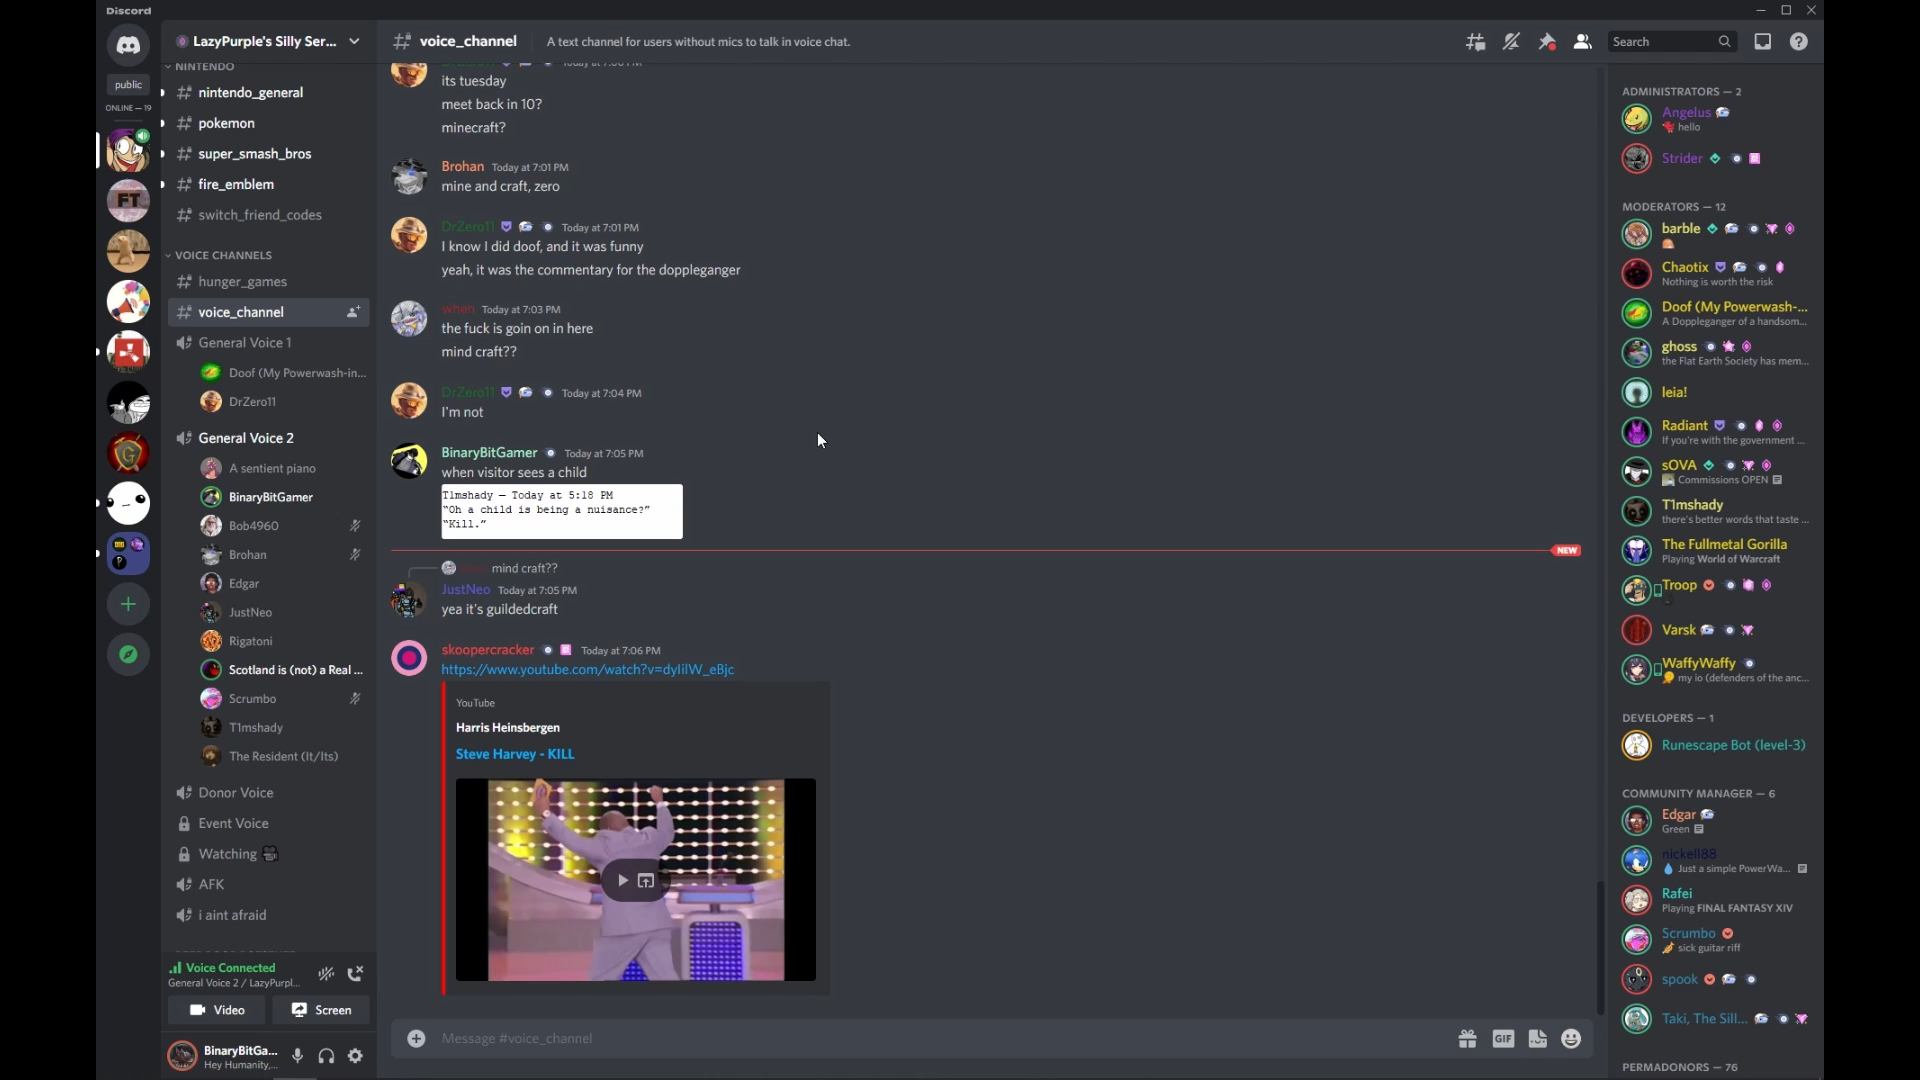 Discord
public
ONLINE — 19
LazyPurple's Silly Ser...
NINTENDO
nintendo_general
pokemon
super_smash_bros
fire_emblem
switch_friend_codes
VOICE CHANNELS
hunger_games
voice_channel
General Voice 1
Doof (My Powerwash-in...
DrZero11
General Voice 2
A sentient piano
BinaryBitGamer
Bob4960
Brohan
Edgar
JustNeo
Rigatoni
Scotland is (not) a Real ...
Scrumbo
T1mshady
The Resident (It/Its)
Donor Voice
Event Voice
Watching
AFK
i aint afraid
Voice Connected
General Voice 2 / LazyPurpl...
Video Screen
BinaryBitGa...
Hey Humanity,...
voice_channel A text channel for users without mics to talk in voice chat.
Search
its tuesday
meet back in 10?
minecraft?
Brohan Today at 7:01 PM
mine and craft, zero
DrZero11 Today at 7:01 PM
I know I did doof, and it was funny
yeah, it was the commentary for the doppleganger
when Today at 7:03 PM
the fuck is goin on in here
mind craft??
DrZero11 Today at 7:04 PM
I'm not
BinaryBitGamer Today at 7:05 PM
when visitor sees a child
T1mshady — Today at 5:18 PM
"Oh a child is being a nuisance?"
"Kill."
NEW
mind craft??
JustNeo Today at 7:05 PM
yea it's guildedcraft
skoopercracker Today at 7:06 PM
YouTube
Harris Heinsbergen
Steve Harvey - KILL
Message #voice_channel
GIF
ADMINISTRATORS — 2
Angelus
hello
Strider
MODERATORS — 12
barble
Chaotix
Nothing is worth the risk
Doof (My Powerwash-...
A Doppleganger of a handsom...
ghoss
the Flat Earth Society has mem...
leia!
Radiant
If you're with the government ...
sOVA
Commissions OPEN
T1mshady
there's better words that taste ...
The Fullmetal Gorilla
Playing World of Warcraft
Troop
Varsk
WaffyWaffy
my io (defenders of the anc...
DEVELOPERS — 1
Runescape Bot (level-3)
COMMUNITY MANAGER — 6
Edgar
Green
nickell88
Just a simple PowerWa...
Rafei
Playing FINAL FANTASY XIV
Scrumbo
sick guitar riff
spook
Taki, The Sill...
PERMADONORS — 76